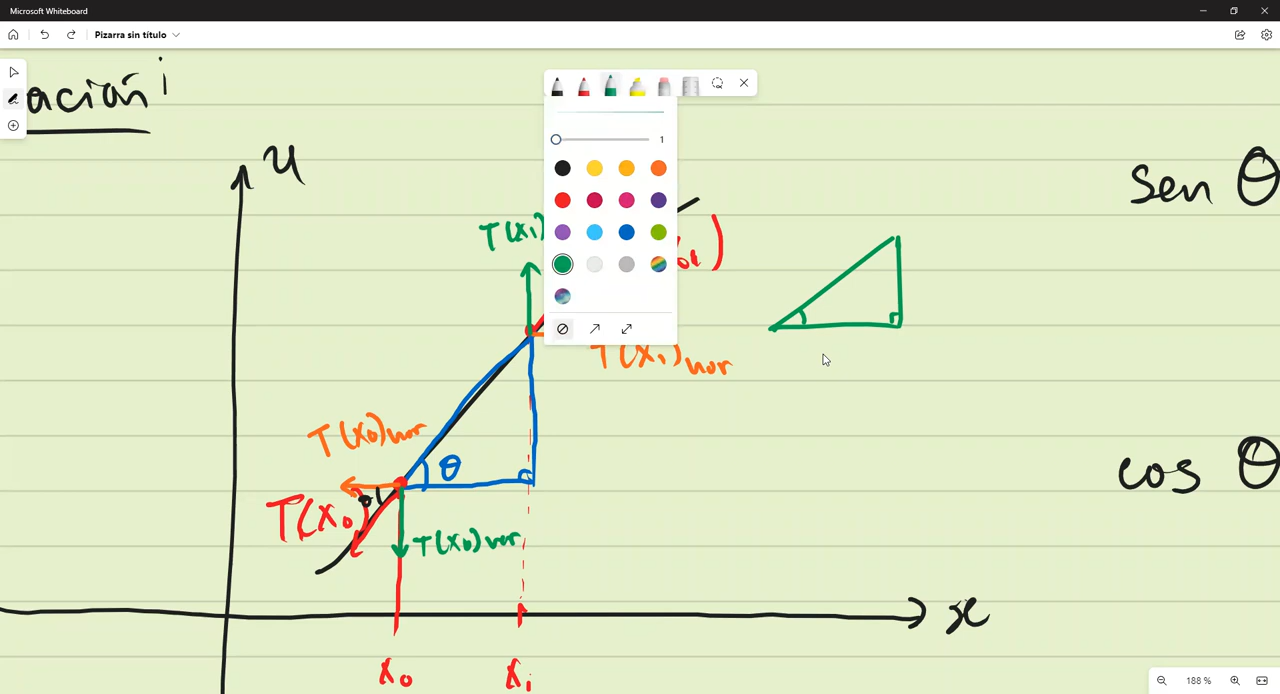 Microsoft Whiteboard
Pizarra sin título
ación
u
sen θ
T(x₁)
1
)
T(x₁)hor
T(x₀)hor
θ
cos θ
T(x₀)
T(x₀)ver
x
x₀
x₁
188 %